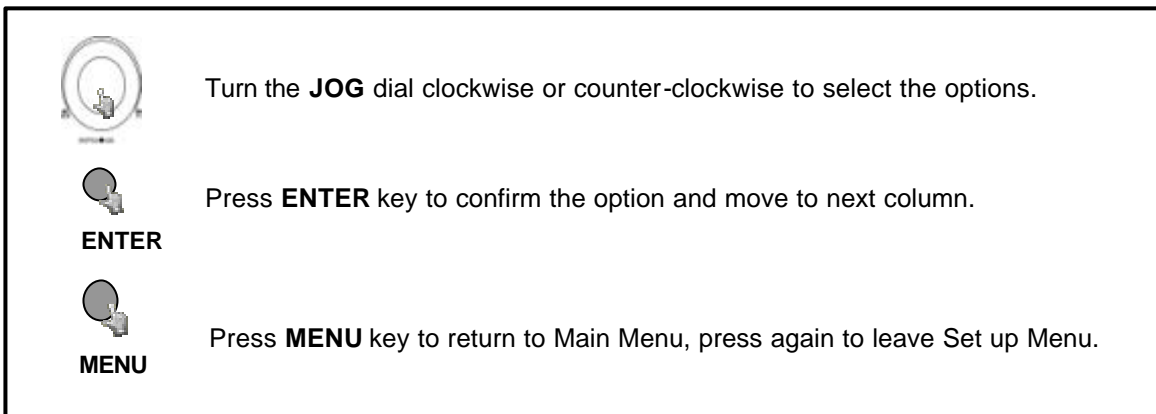 Turn the JOG dial clockwise or counter-clockwise to select the options.
Press ENTER key to confirm the option and move to next column.
ENTER
Press MENU key to return to Main Menu, press again to leave Set up Menu.
MENU